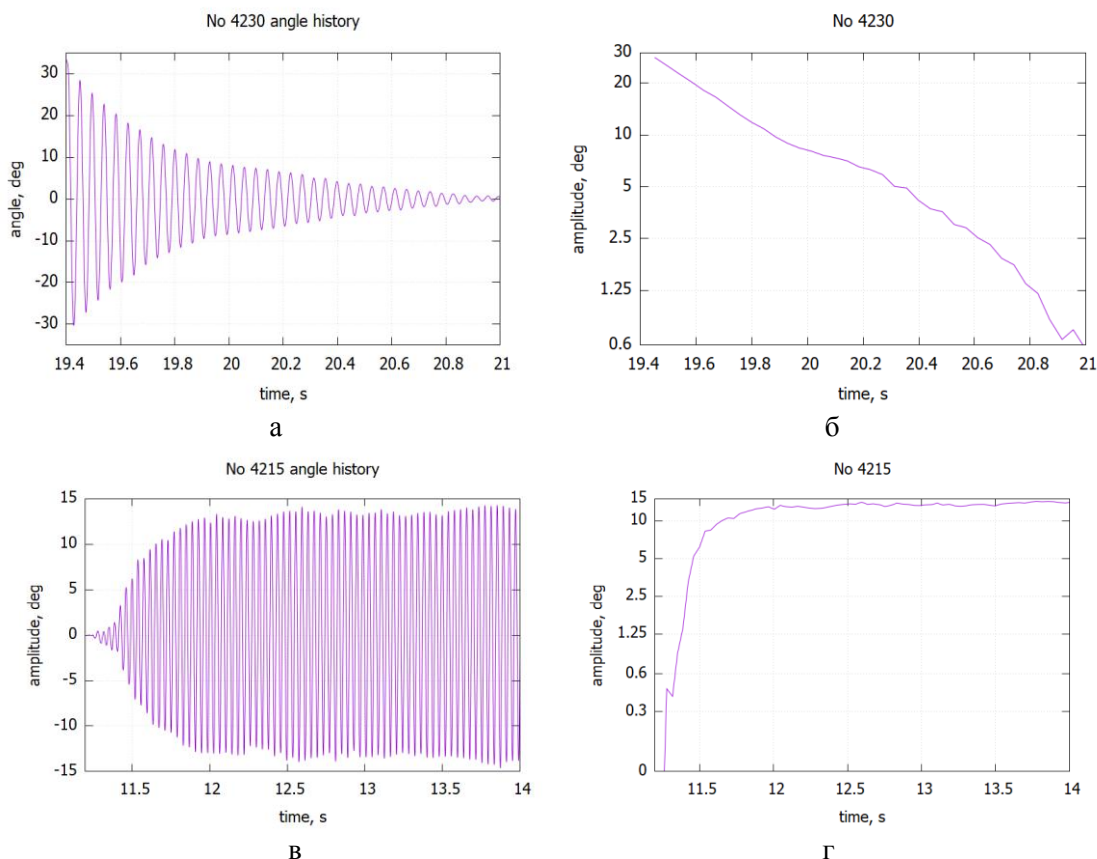 No 4230 angle history
30
20
10
0
-10
-20
-30
angle, deg
19.4 19.6 19.8 20 20.2 20.4 20.6 20.8 21
time, s
а
No 4230
30
20
10
5
2.5
1.25
0.6
amplitude, deg
19.4 19.6 19.8 20 20.2 20.4 20.6 20.8 21
time, s
б
No 4215 angle history
15
10
5
0
-5
-10
-15
amplitude, deg
11.5 12 12.5 13 13.5 14
time, s
в
No 4215
15
10
5
2.5
1.25
0.6
0.3
0
amplitude, deg
11.5 12 12.5 13 13.5 14
time, s
г